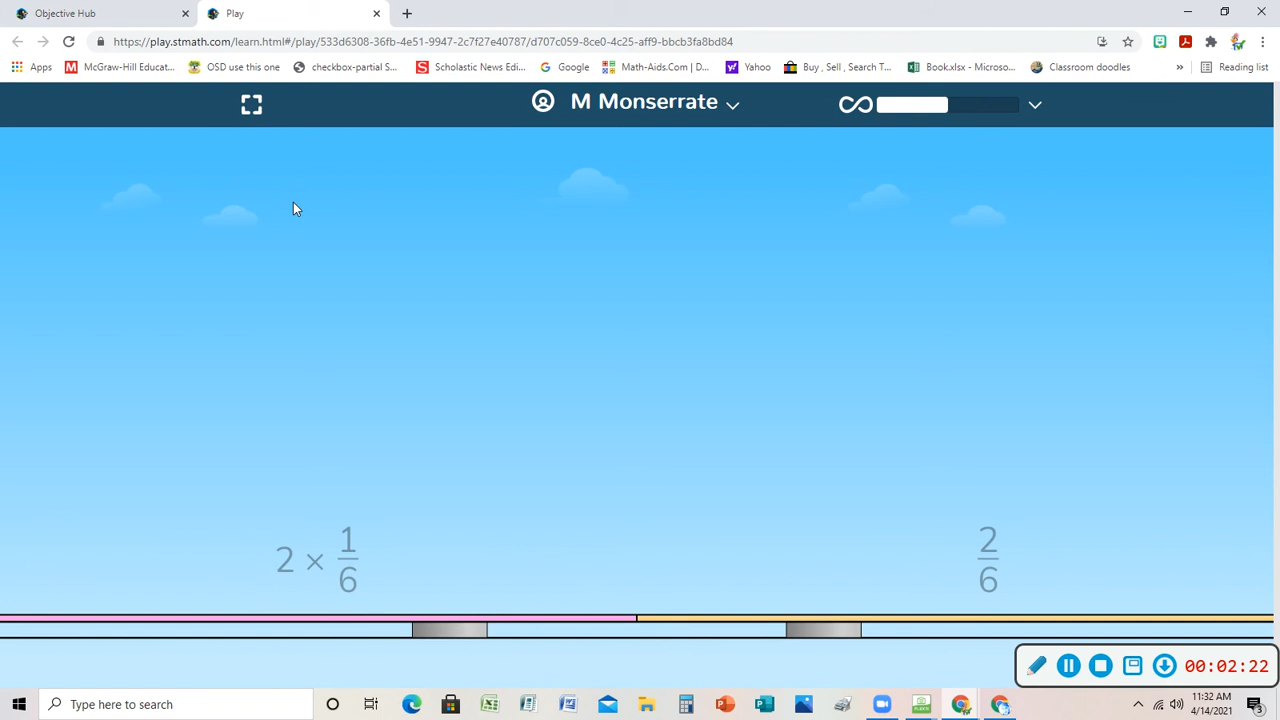 Objective Hub
Play
https://play.stmath.com/learn.html#/play/533d6308-36fb-4e51-9947-2c7f27e40787/d707c059-8ce0-4c25-aff9-bbcb3fa8bd84
Apps McGraw-Hill Educat... OSD use this one checkbox-partial S... Scholastic News Edi... Google Math-Aids.Com | D... Yahoo Buy , Sell , Search T... Book.xlsx - Microso... Classroom doodles » Reading list
M Monserrate
2 × 1/6
2/6
00:02:22
Type here to search
11:32 AM
4/14/2021
3